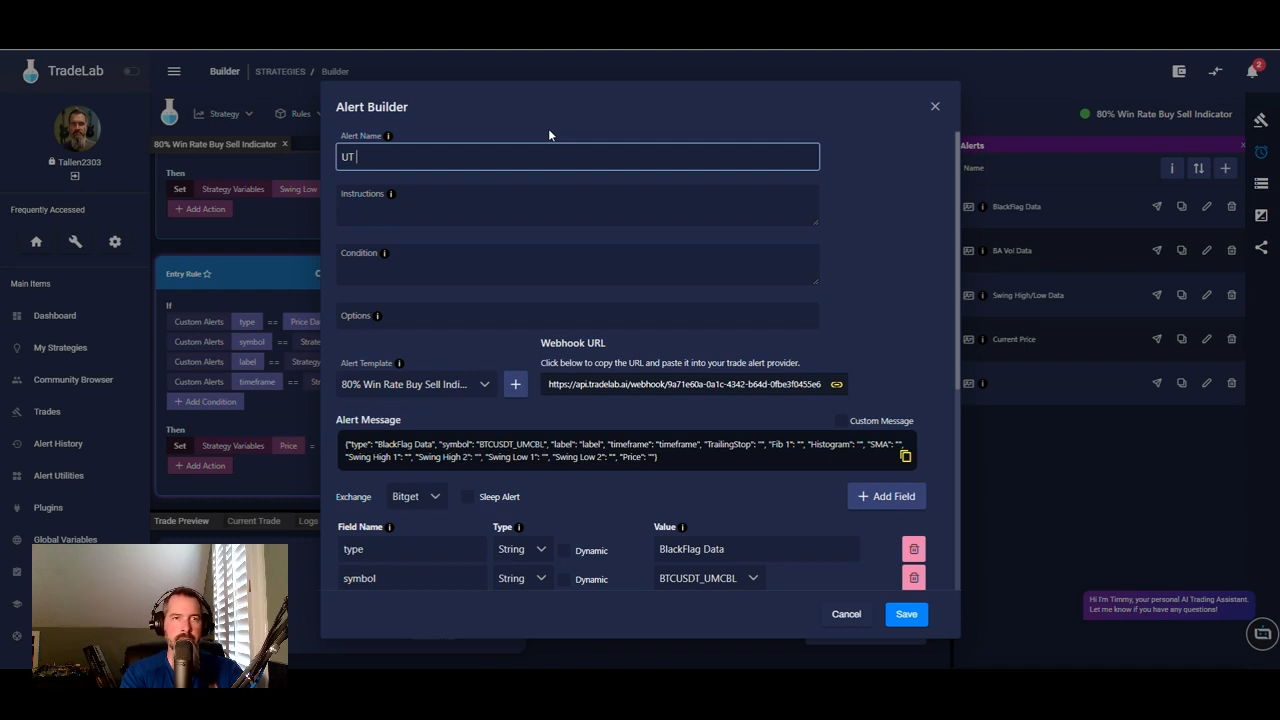 TradeLab
Builder
STRATEGIES / Builder
2
Tallen2303
Frequently Accessed
Main Items
Dashboard
My Strategies
Community Browser
Trades
Alert History
Alert Utilities
Plugins
Global Variables
Strategy
Rules
80% Win Rate Buy Sell Indicator
80% Win Rate Buy Sell Indicator
Then
Set Strategy Variables Swing Low
+ Add Action
Entry Rule
If
Custom Alerts type == Price Da
Custom Alerts symbol == Strate
Custom Alerts label == Strategy
Custom Alerts timeframe == St
+ Add Condition
Then
Set Strategy Variables Price =
+ Add Action
Trade Preview Current Trade Logs
Alert Builder
Alert Name
UT
Instructions
Condition
Options
Webhook URL
Click below to copy the URL and paste it into your trade alert provider.
Alert Template
80% Win Rate Buy Sell Indi...
+
https://api.tradelab.ai/webhook/9a71e60a-0a1c-4342-b64d-0fbe3f0455e6
Alert Message
Custom Message
{"type": "BlackFlag Data", "symbol": "BTCUSDT_UMCBL", "label": "label", "timeframe": "timeframe", "TrailingStop": "", "Fib 1": "", "Histogram": "", "SMA": "",
"Swing High 1": "", "Swing High 2": "", "Swing Low 1": "", "Swing Low 2": "", "Price": ""}
Exchange
Bitget
Sleep Alert
+ Add Field
Field Name Type Value
type String Dynamic BlackFlag Data
symbol String Dynamic BTCUSDT_UMCBL
Cancel
Save
Alerts
Name
BlackFlag Data
BA Vol Data
Swing High/Low Data
Current Price
Hi I'm Timmy, your personal AI Trading Assistant.
Let me know if you have any questions!